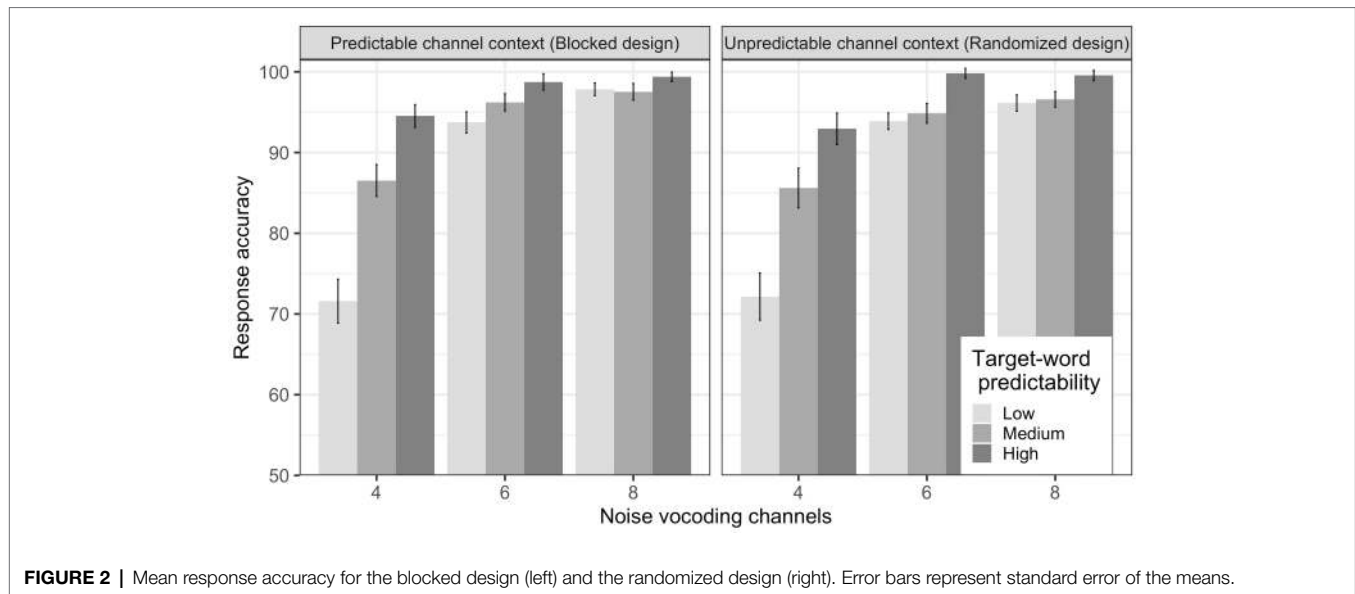 Predictable channel context (Blocked design)
Unpredictable channel context (Randomized design)
100
90
80
70
60
50
Response accuracy
4
6
8
4
6
8
Noise vocoding channels
Target-word
predictability
Low
Medium
High
FIGURE 2 | Mean response accuracy for the blocked design (left) and the randomized design (right). Error bars represent standard error of the means.